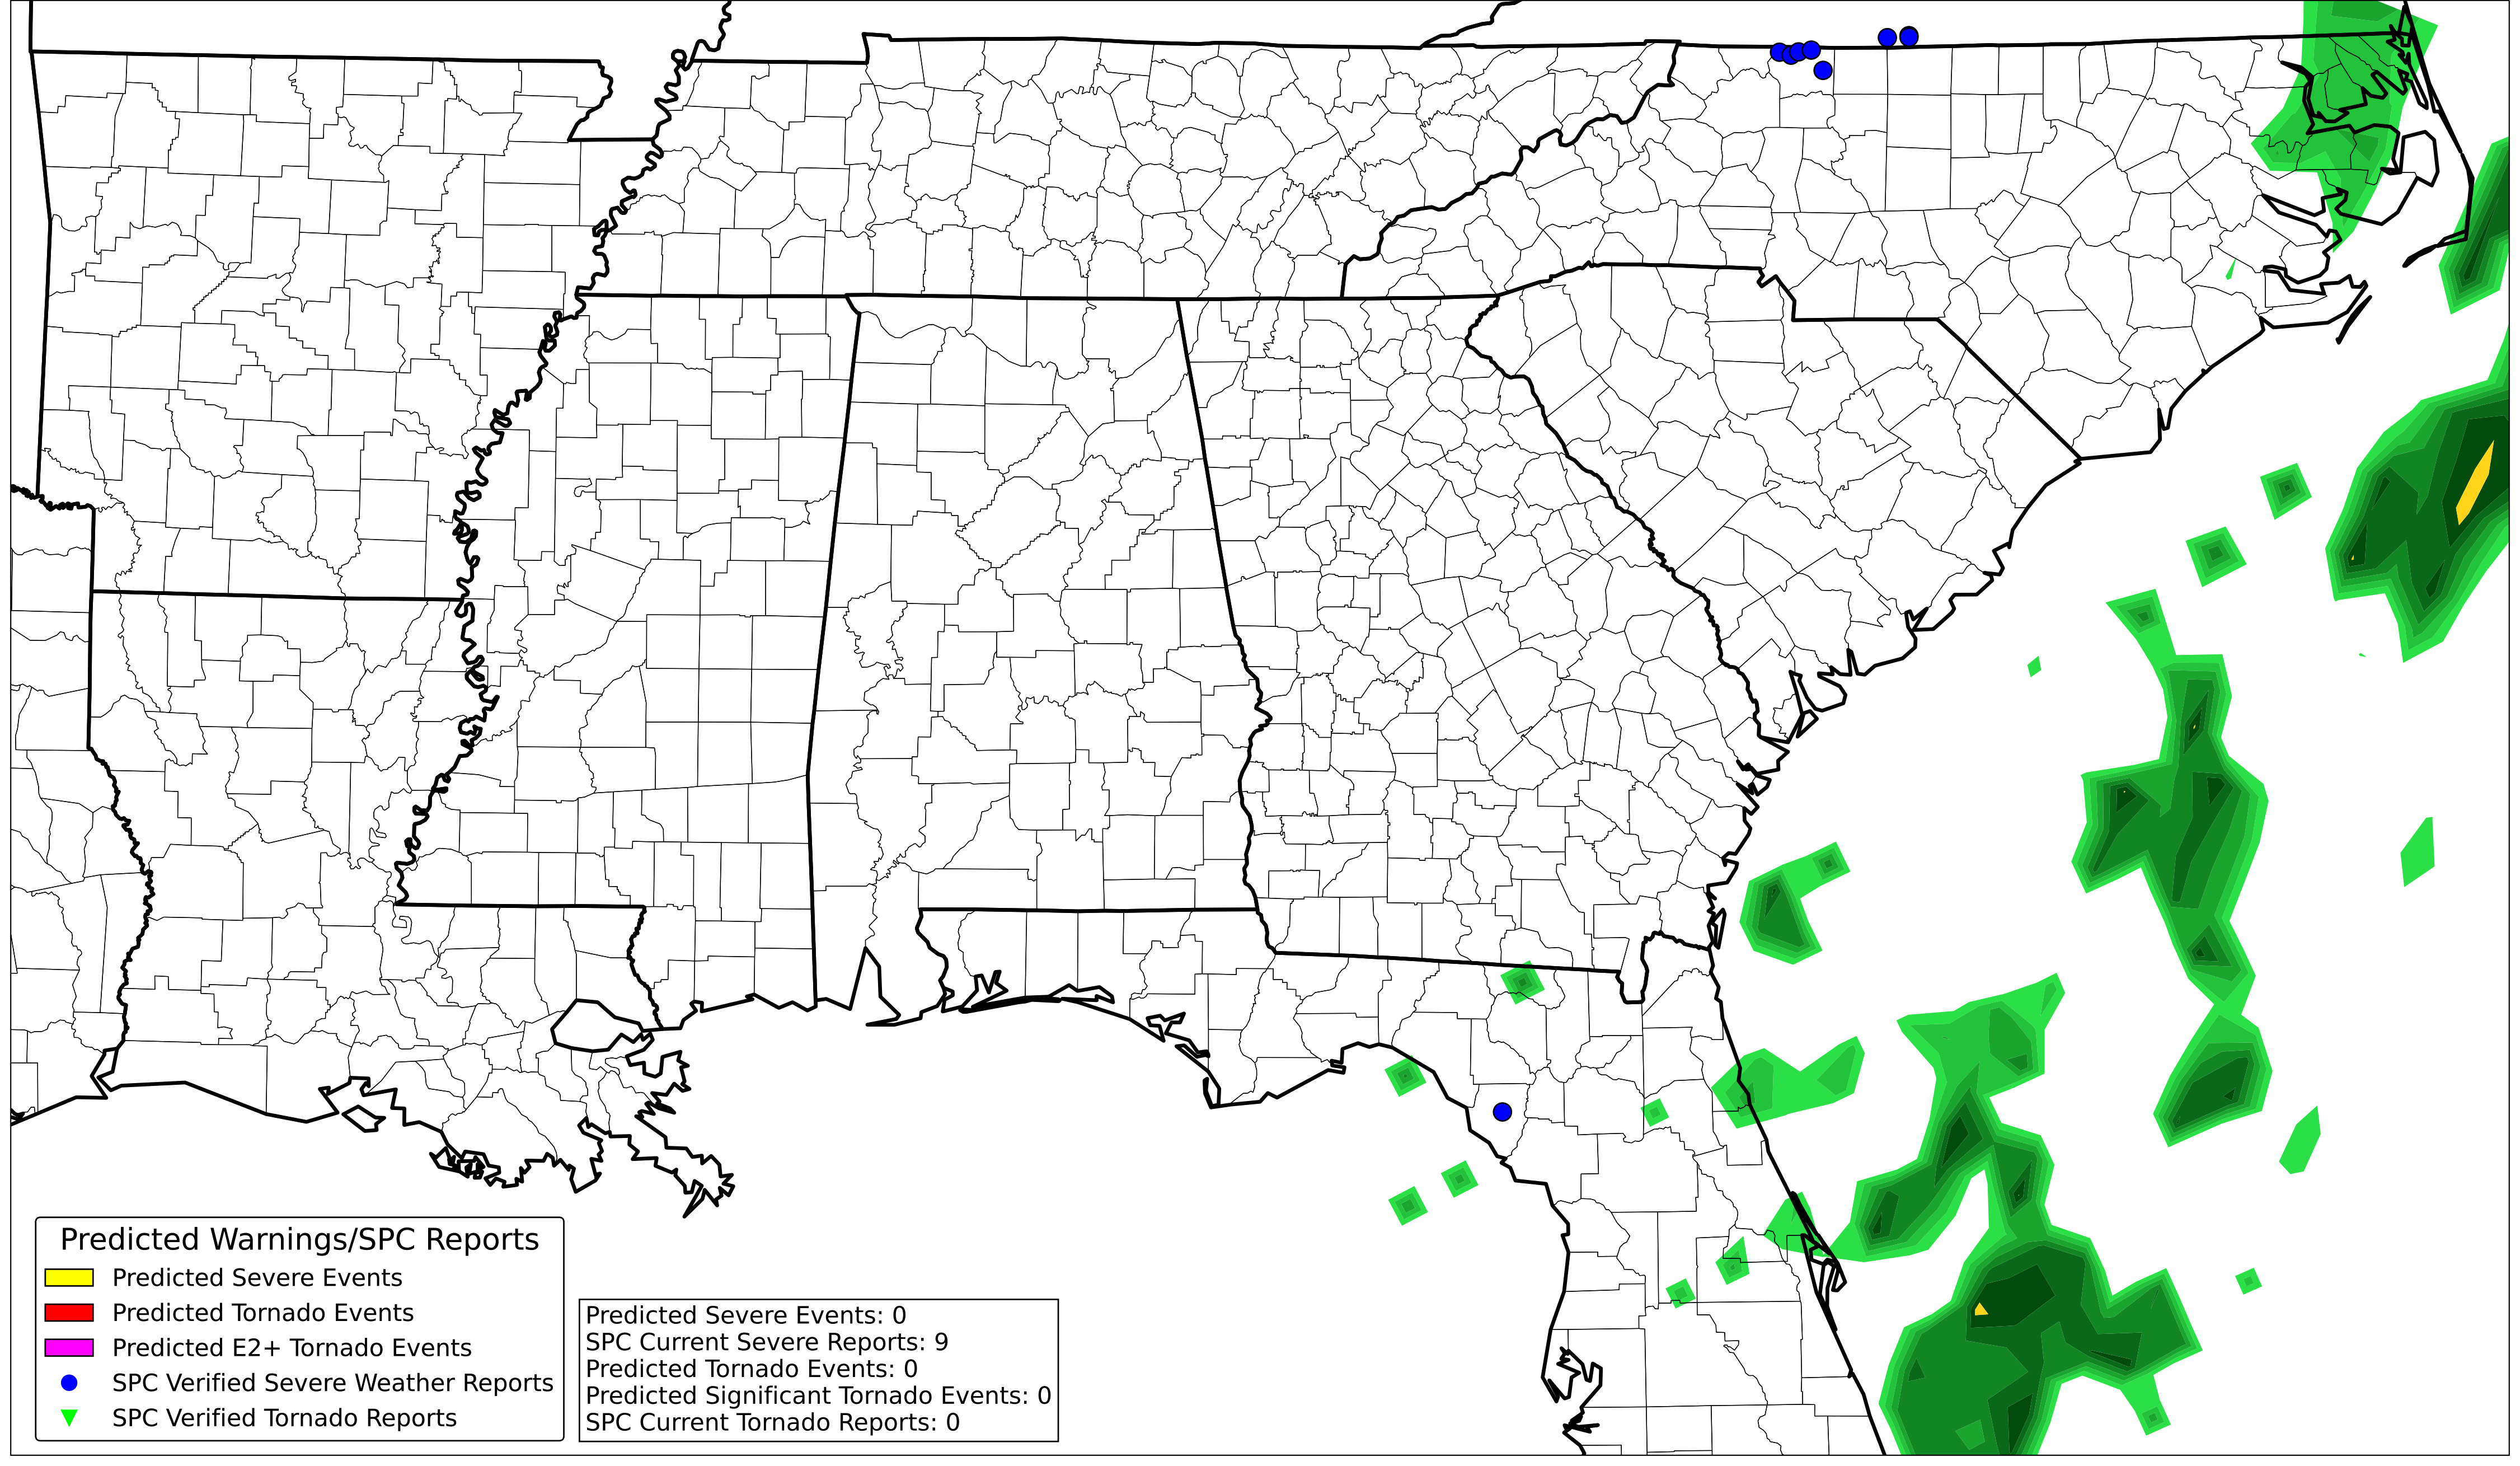 Predicted Warnings/SPC Reports
Predicted Severe Events
Predicted Tornado Events
Predicted E2+ Tornado Events
SPC Verified Severe Weather Reports
SPC Verified Tornado Reports
Predicted Severe Events: 0
SPC Current Severe Reports: 9
Predicted Tornado Events: 0
Predicted Significant Tornado Events: 0
SPC Current Tornado Reports: 0